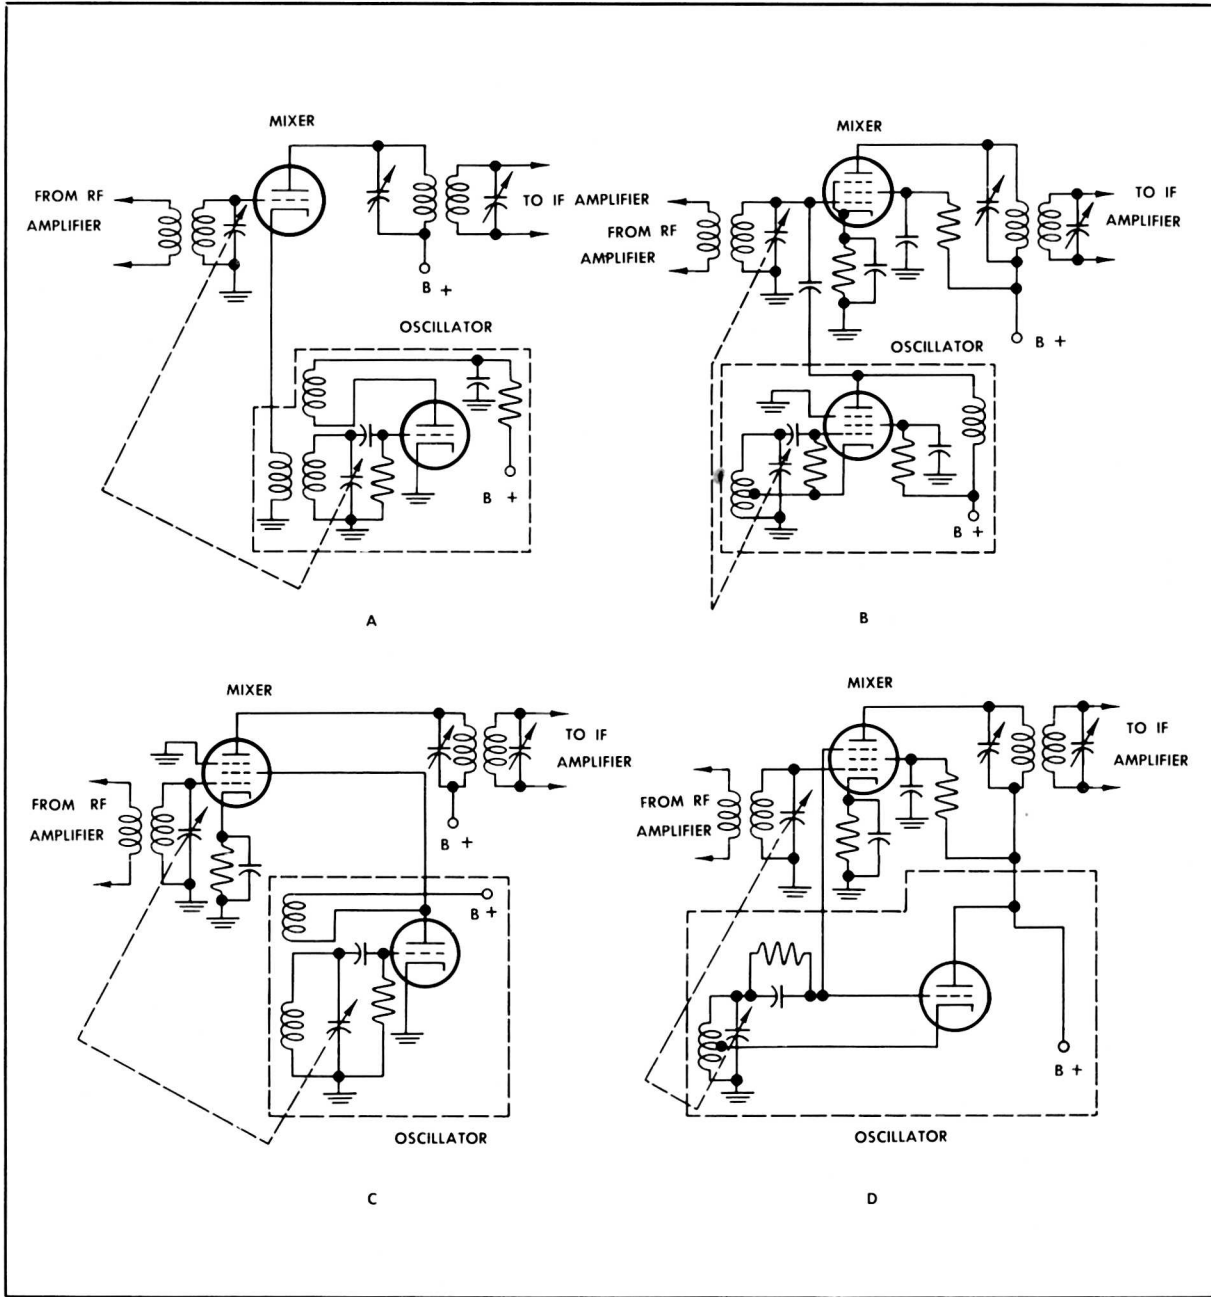 MIXER
FROM RF
AMPLIFIER
TO IF AMPLIFIER
B +
OSCILLATOR
B +
A
MIXER
FROM RF
AMPLIFIER
TO IF
AMPLIFIER
B +
OSCILLATOR
B +
B
MIXER
FROM RF
AMPLIFIER
TO IF
AMPLIFIER
B +
B +
OSCILLATOR
C
MIXER
FROM RF
AMPLIFIER
TO IF
AMPLIFIER
B +
OSCILLATOR
D